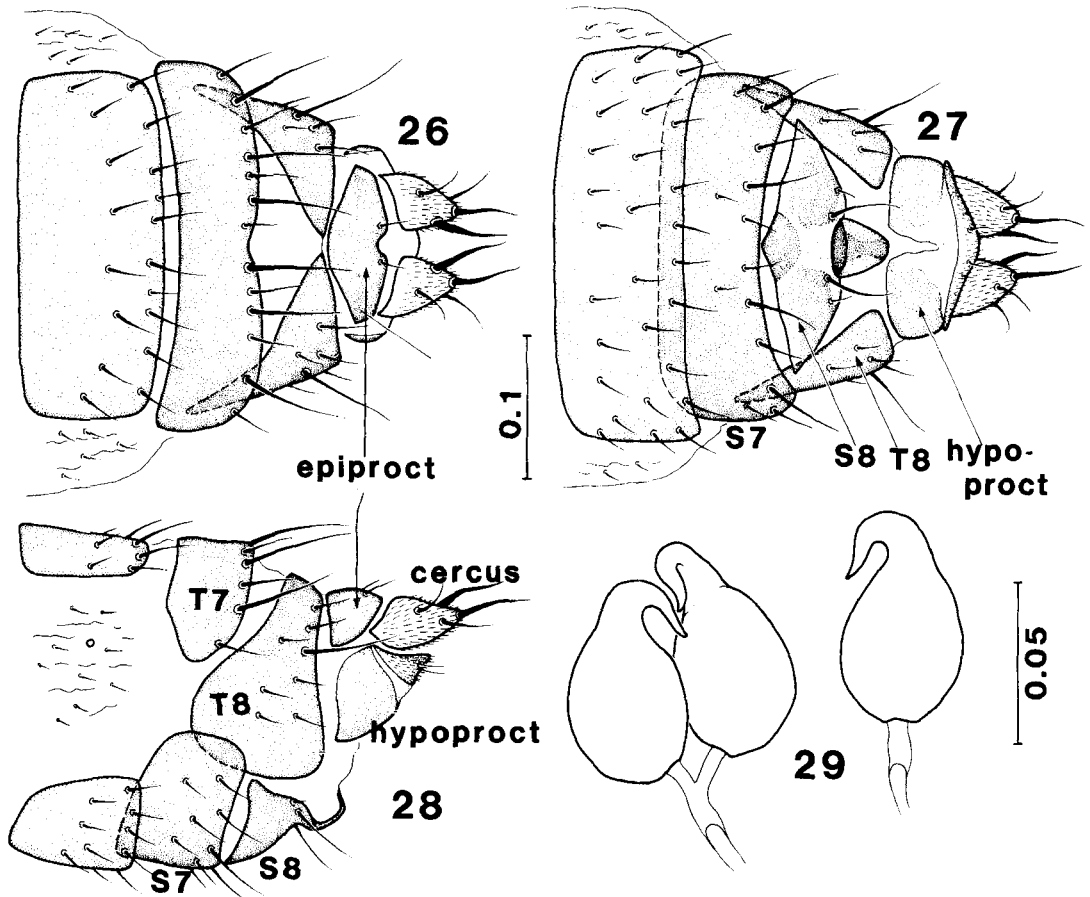 26
27
0.1
epiproct
S7
S8
T8
hypo-
proct
T7
cercus
T8
hypoproct
28
S7
S8
29
0.05